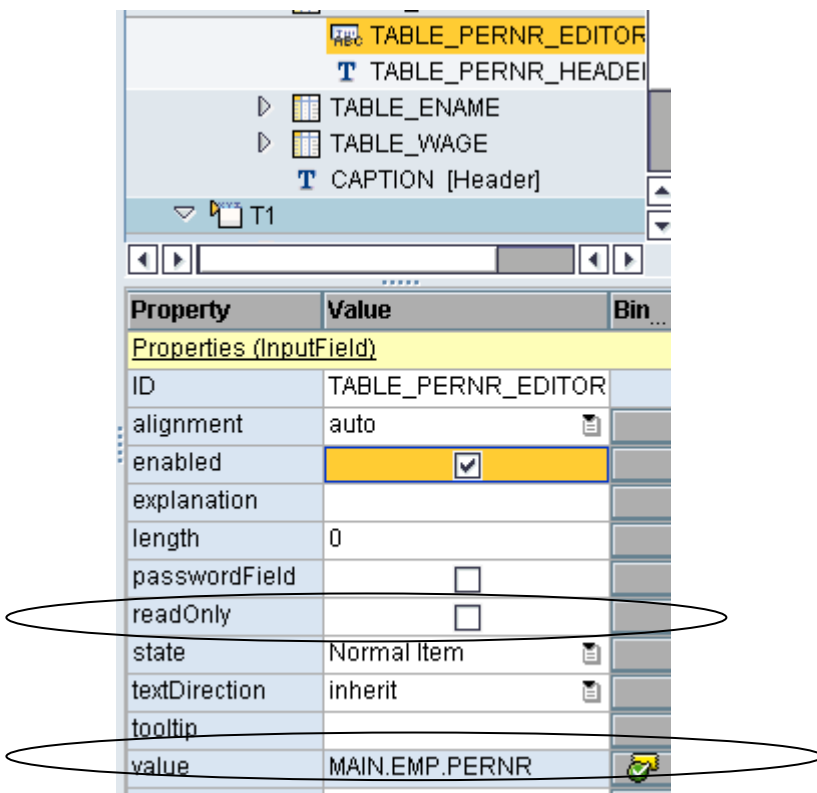 TABLE_PERNR_EDITOR
T TABLE_PERNR_HEADE
TABLE_ENAME
TABLE_WAGE
T CAPTION [Header]
T1
Property Value Bin...
Properties (InputField)
ID TABLE_PERNR_EDITOR
alignment auto
enabled
explanation
length 0
passwordField
readOnly
state Normal Item
textDirection inherit
tooltip
value MAIN.EMP.PERNR